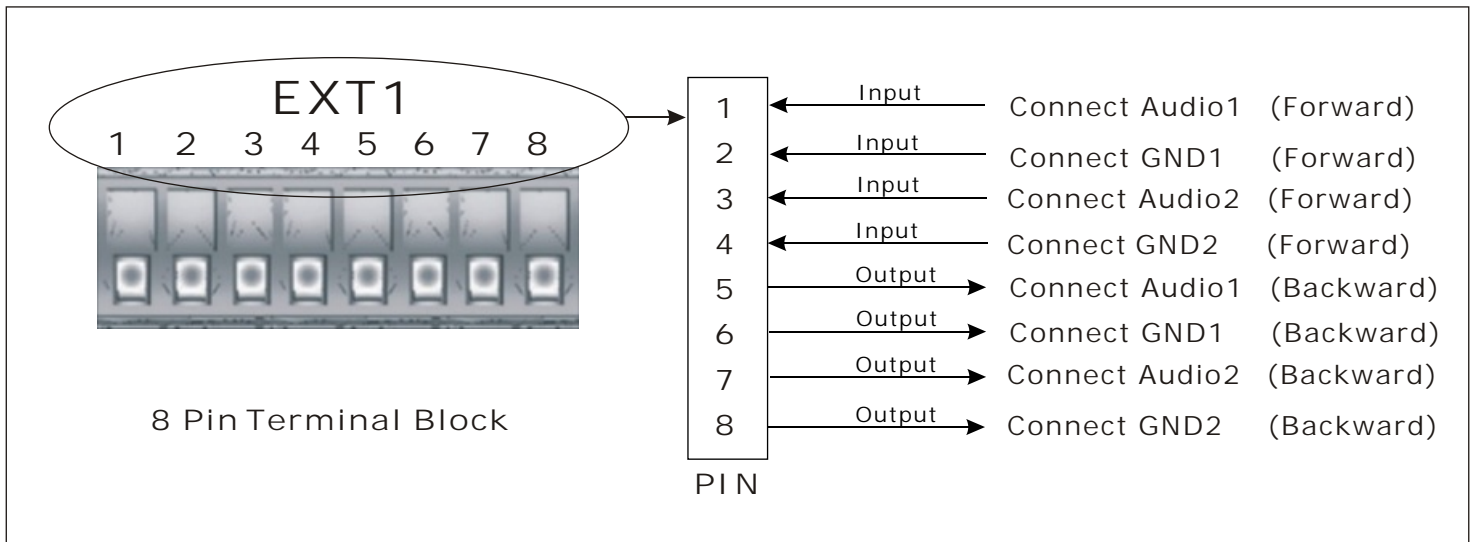 EXT1
1 2 3 4 5 6 7 8
8 Pin Terminal Block
1 Input Connect Audio1 (Forward)
2 Input Connect GND1 (Forward)
3 Input Connect Audio2 (Forward)
4 Input Connect GND2 (Forward)
5 Output Connect Audio1 (Backward)
6 Output Connect GND1 (Backward)
7 Output Connect Audio2 (Backward)
8 Output Connect GND2 (Backward)
PIN